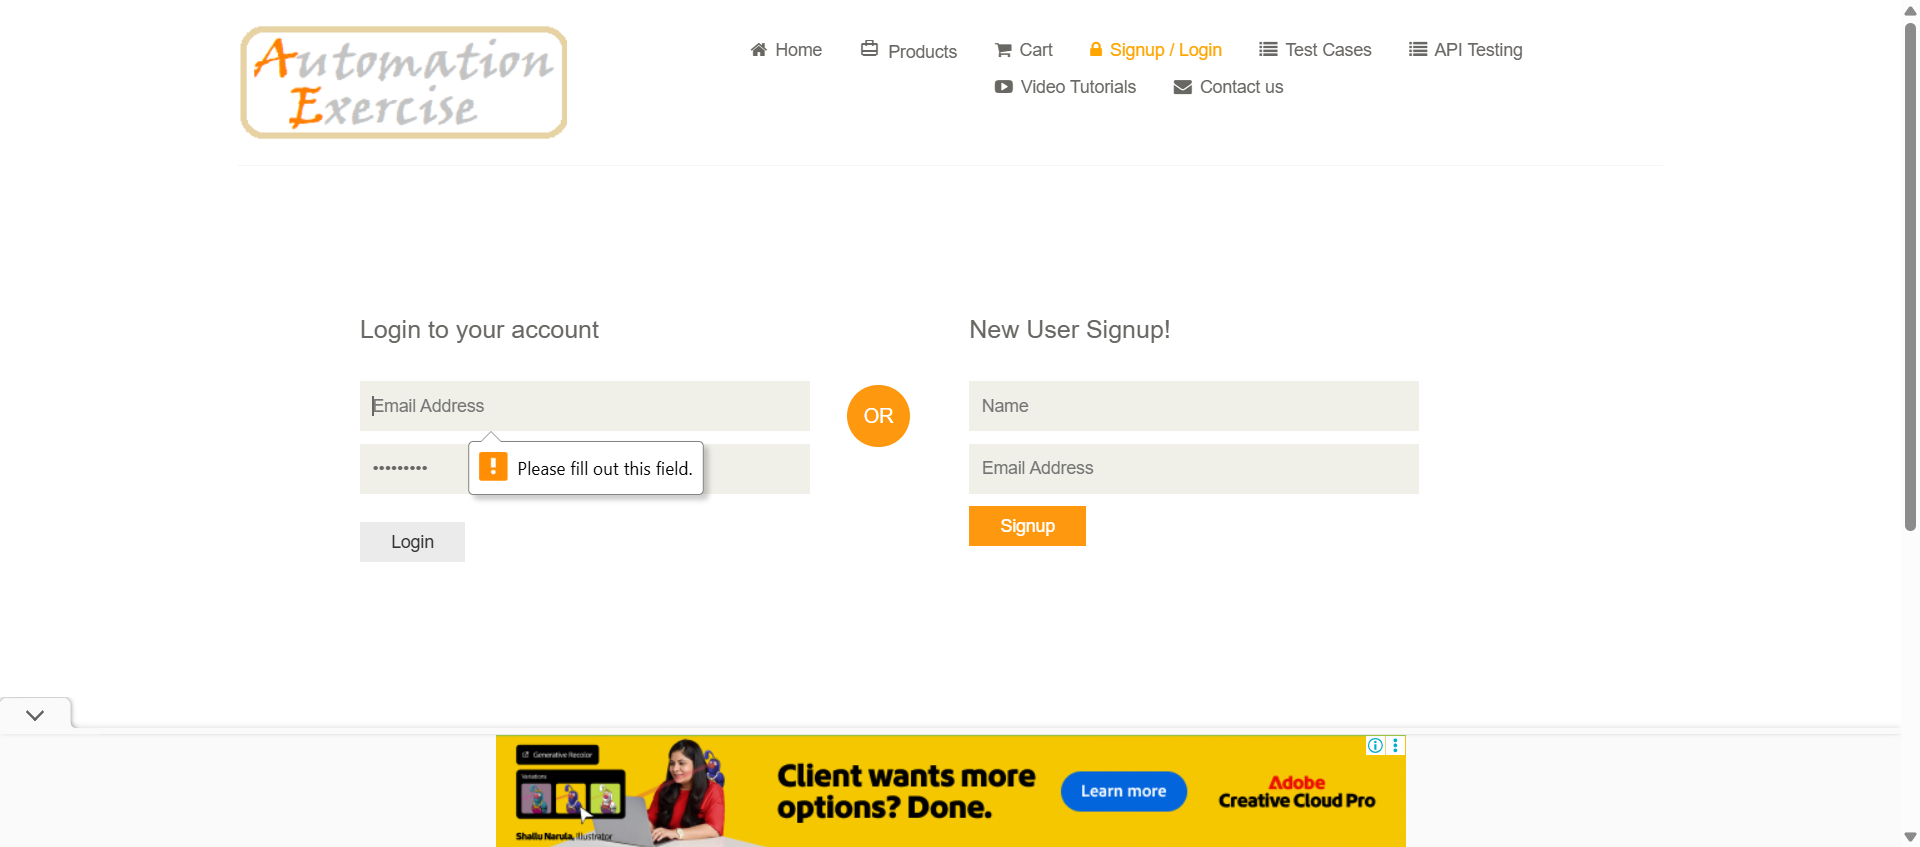 Automation
Exercise
Home
Products
Cart
Signup / Login
Test Cases
API Testing
Video Tutorials
Contact us
Login to your account
Email Address
•••••••••
Please fill out this field.
Login
OR
New User Signup!
Name
Email Address
Signup
Generative Recolor
Variations
Shallu Narula, Illustrator
Client wants more
options? Done.
Learn more
Adobe
Creative Cloud Pro